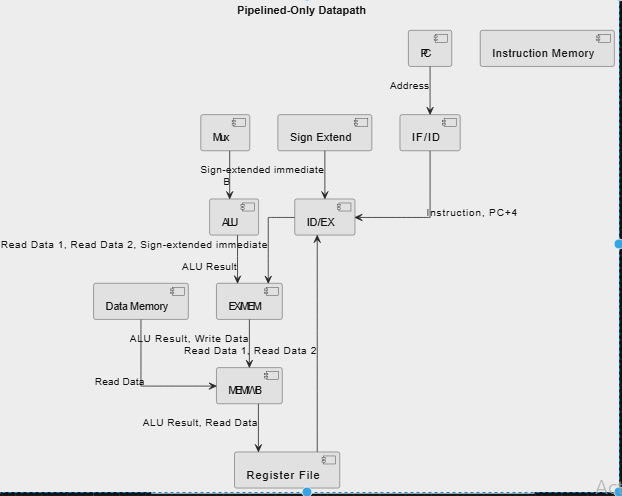 Pipelined-Only Datapath
PC
Instruction Memory
Address
Mux
Sign Extend
IF/ID
Sign-extended immediate
B
ALU
ID/EX
Instruction, PC+4
Read Data 1, Read Data 2, Sign-extended immediate
ALU Result
Data Memory
EX/MEM
ALU Result, Write Data
Read Data 1, Read Data 2
Read Data
MEM/WB
ALU Result, Read Data
Register File